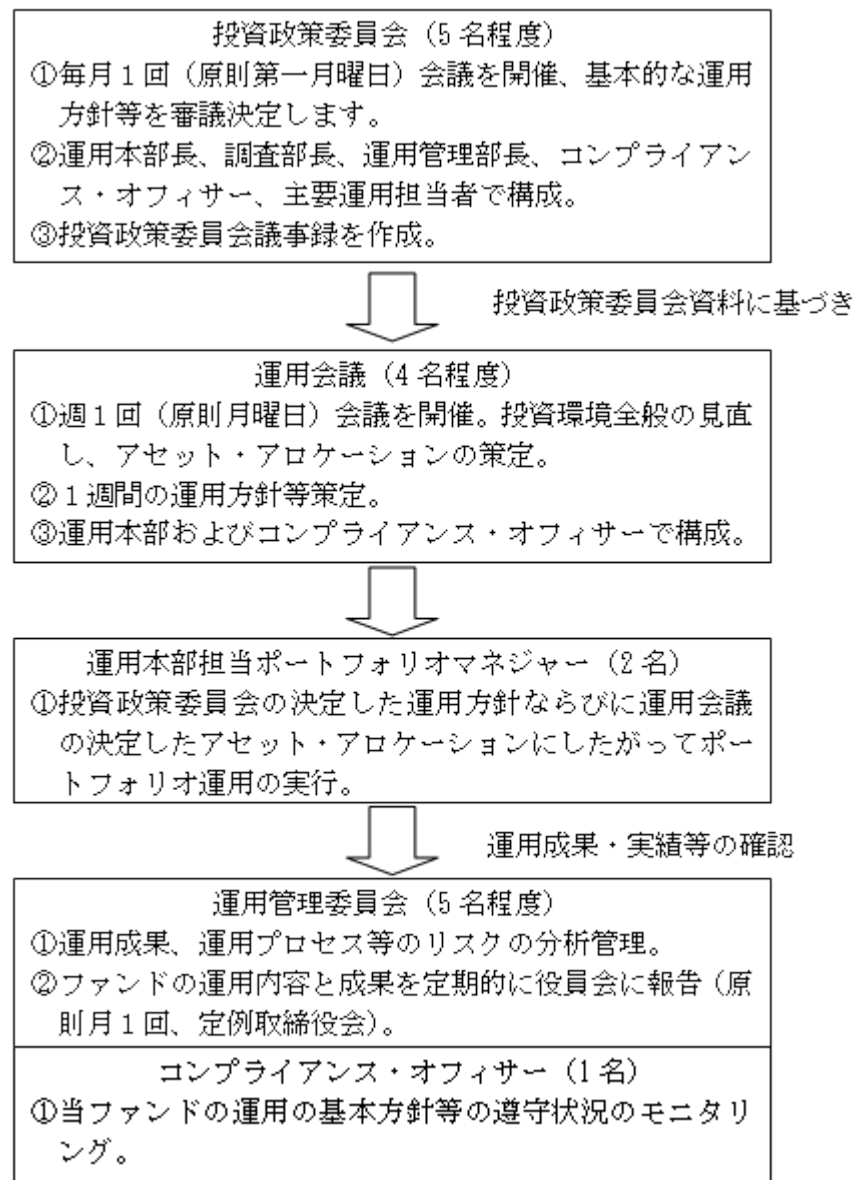 投資政策委員会（5名程度）
①毎月１回（原則第一月曜日）会議を開催、基本的な運用
方針等を審議決定します。
②運用本部長、調査部長、運用管理部長、コンプライアン
ス・オフィサー、主要運用担当者で構成。
③投資政策委員会議事録を作成。
投資政策委員会資料に基づき
運用会議（4名程度）
①週１回（原則月曜日）会議を開催。投資環境全般の見直
し、アセット・アロケーションの策定。
②１週間の運用方針等策定。
③運用本部およびコンプライアンス・オフィサーで構成。
運用本部担当ポートフォリオマネジャー（2名）
①投資政策委員会の決定した運用方針ならびに運用会議
の決定したアセット・アロケーションにしたがってポー
トフォリオ運用の実行。
運用成果・実績等の確認
運用管理委員会（5名程度）
①運用成果、運用プロセス等のリスクの分析管理。
②ファンドの運用内容と成果を定期的に役員会に報告（原
則月１回、定例取締役会）。
コンプライアンス・オフィサー（1名）
①当ファンドの運用の基本方針等の遵守状況のモニタリ
ング。